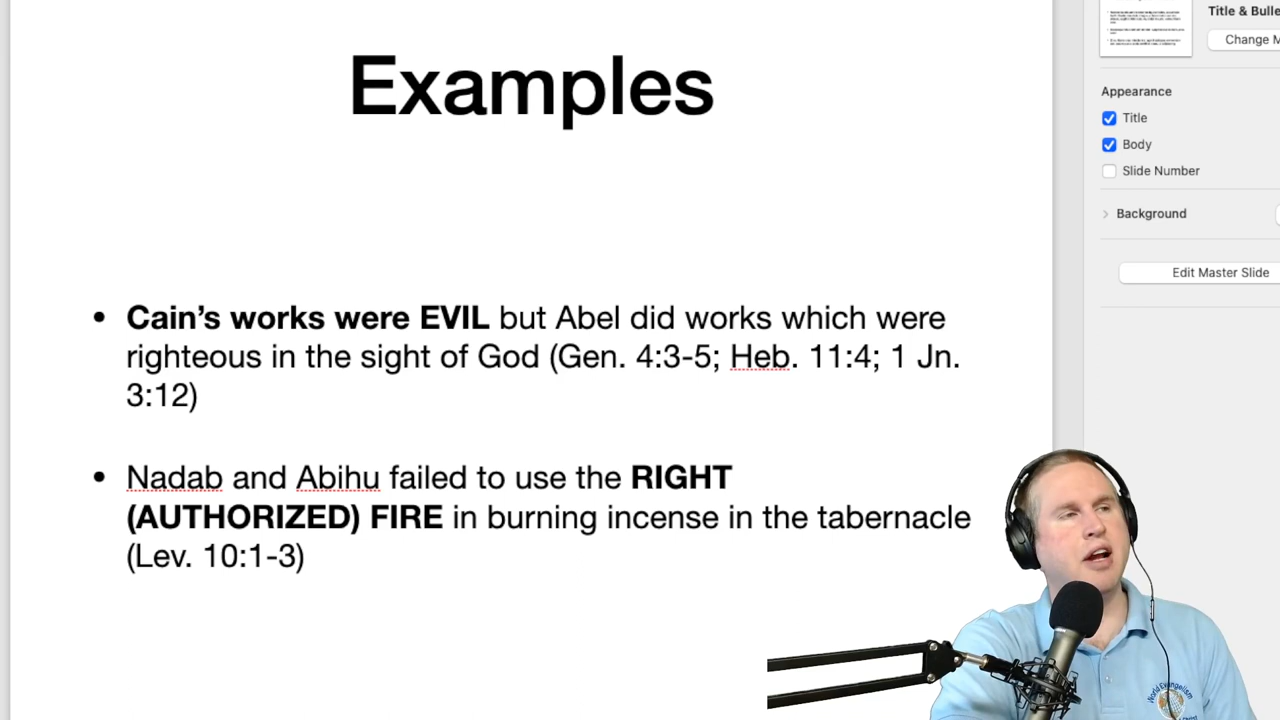 Examples
• Cain’s works were EVIL but Abel did works which were
righteous in the sight of God (Gen. 4:3-5; Heb. 11:4; 1 Jn.
3:12)
• Nadab and Abihu failed to use the RIGHT
(AUTHORIZED) FIRE in burning incense in the tabernacle
(Lev. 10:1-3)
Title & Bulle
Change M
Appearance
Title
Body
Slide Number
Background
Edit Master Slide
World Evangelism